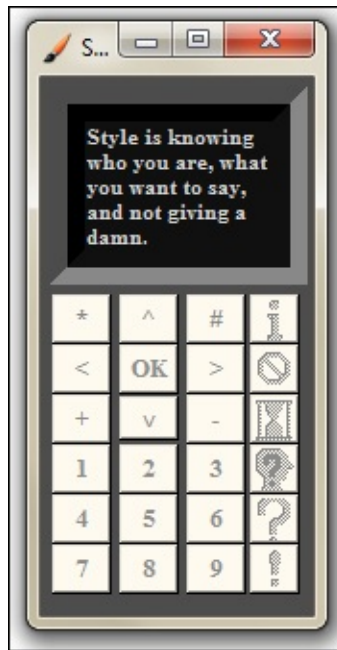 S...
Style is knowing
who you are, what
you want to say,
and not giving a
damn.
* ^ #
< OK >
+ v -
1 2 3
4 5 6 ?
7 8 9 !